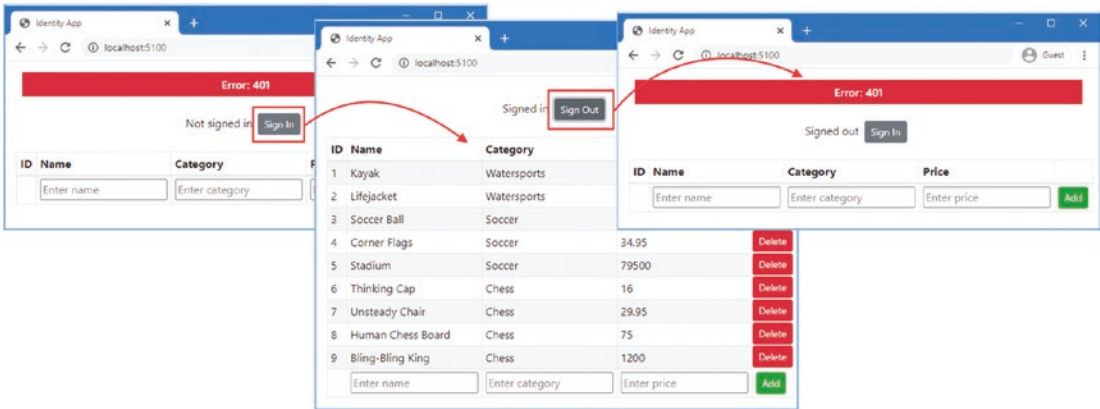 Identity App
localhost:5100
Error: 401
Not signed in Sign In
ID Name Category
Enter name Enter category
Identity App
localhost:5100
Signed in Sign Out
ID Name Category
1 Kayak Watersports
2 Lifejacket Watersports
3 Soccer Ball Soccer
4 Corner Flags Soccer 34.95 Delete
5 Stadium Soccer 79500 Delete
6 Thinking Cap Chess 16 Delete
7 Unsteady Chair Chess 29.95 Delete
8 Human Chess Board Chess 75 Delete
9 Bling-Bling King Chess 1200 Delete
Enter name Enter category Enter price Add
Identity App
localhost:5100 Guest
Error: 401
Signed out Sign In
ID Name Category Price
Enter name Enter category Enter price Add